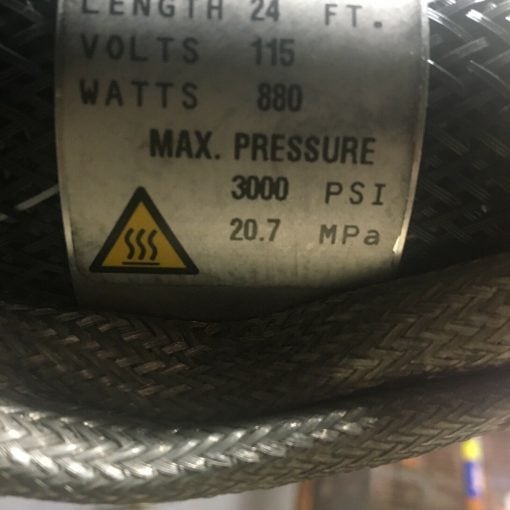 LENGTH 24 FT.
VOLTS 115
WATTS 880
MAX. PRESSURE
3000 PSI
20.7 MPa